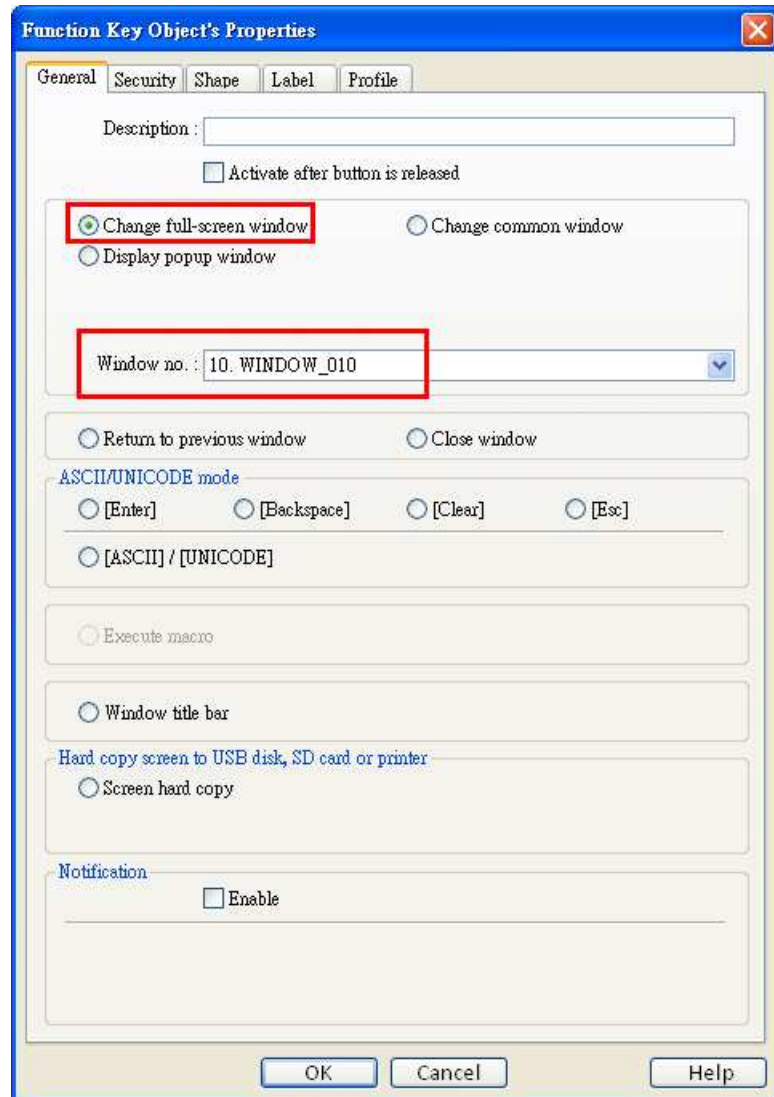 Function Key Object's Properties
General Security Shape Label Profile
Description :
Activate after button is released
Change full-screen window Change common window
Display popup window
Window no. : 10. WINDOW_010
Return to previous window Close window
ASCII/UNICODE mode
[Enter] [Backspace] [Clear] [Esc]
[ASCII] / [UNICODE]
Execute macro
Window title bar
Hard copy screen to USB disk, SD card or printer
Screen hard copy
Notification
Enable
OK Cancel Help